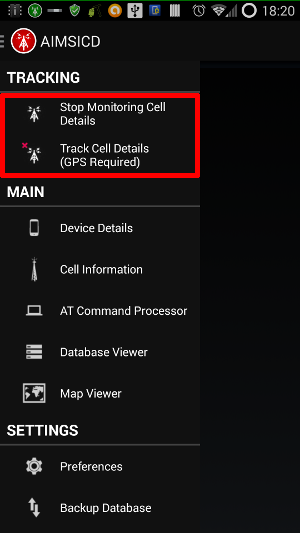 18:20
AIMSICD
TRACKING
Stop Monitoring Cell
Details
Track Cell Details
(GPS Required)
MAIN
Device Details
Cell Information
AT Command Processor
Database Viewer
Map Viewer
SETTINGS
Preferences
Backup Database